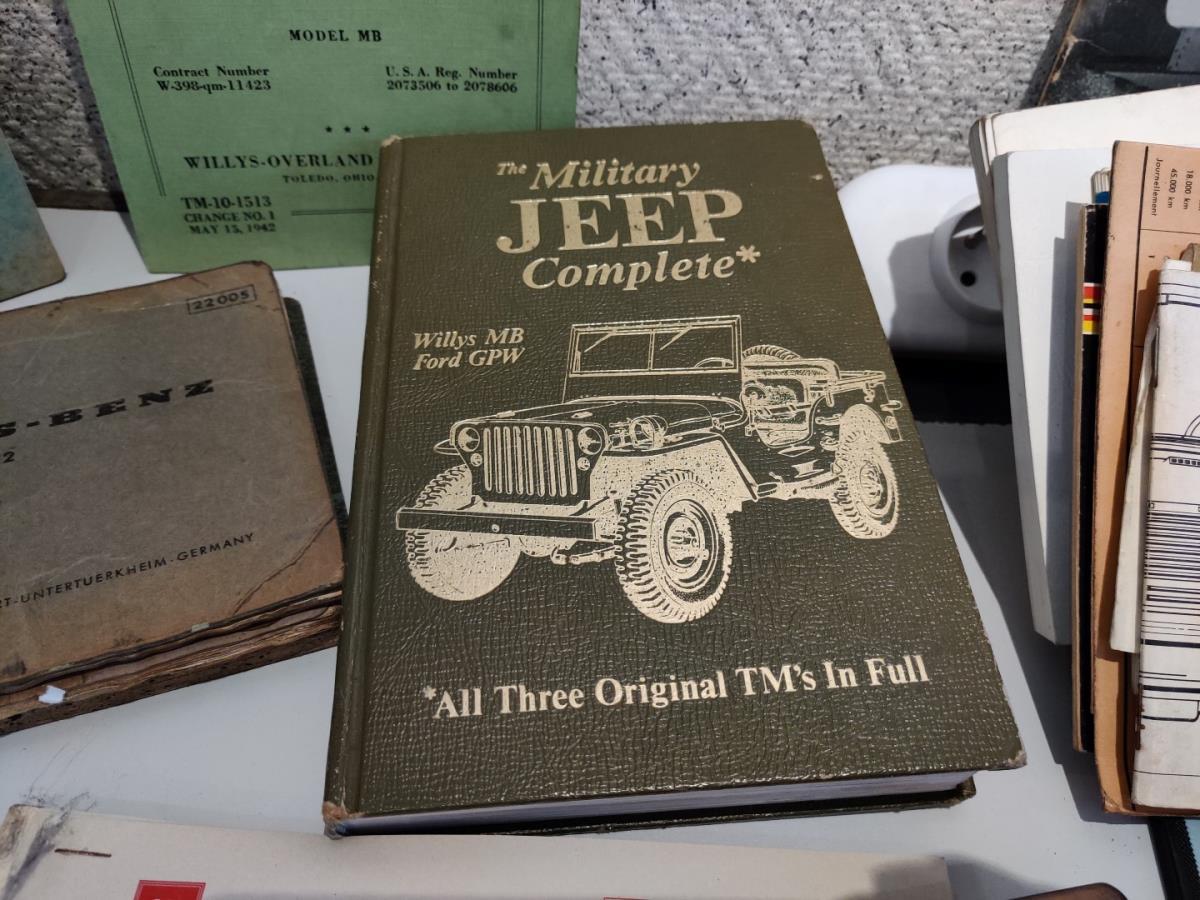 MODEL MB
Contract Number
W-398-qm-11423
U. S. A. Reg. Number
2073506 to 2078606
★ ★ ★
WILLYS-OVERLAND
TOLEDO, OHIO
TM-10-1513
CHANGE NO. 1
MAY 15, 1942
The Military
JEEP
Complete*
Willys MB
Ford GPW
*All Three Original TM's In Full
22005
S-BENZ
2
RT-UNTERTUERKHEIM-GERMANY
18.000 km
45.000 km
Journellement